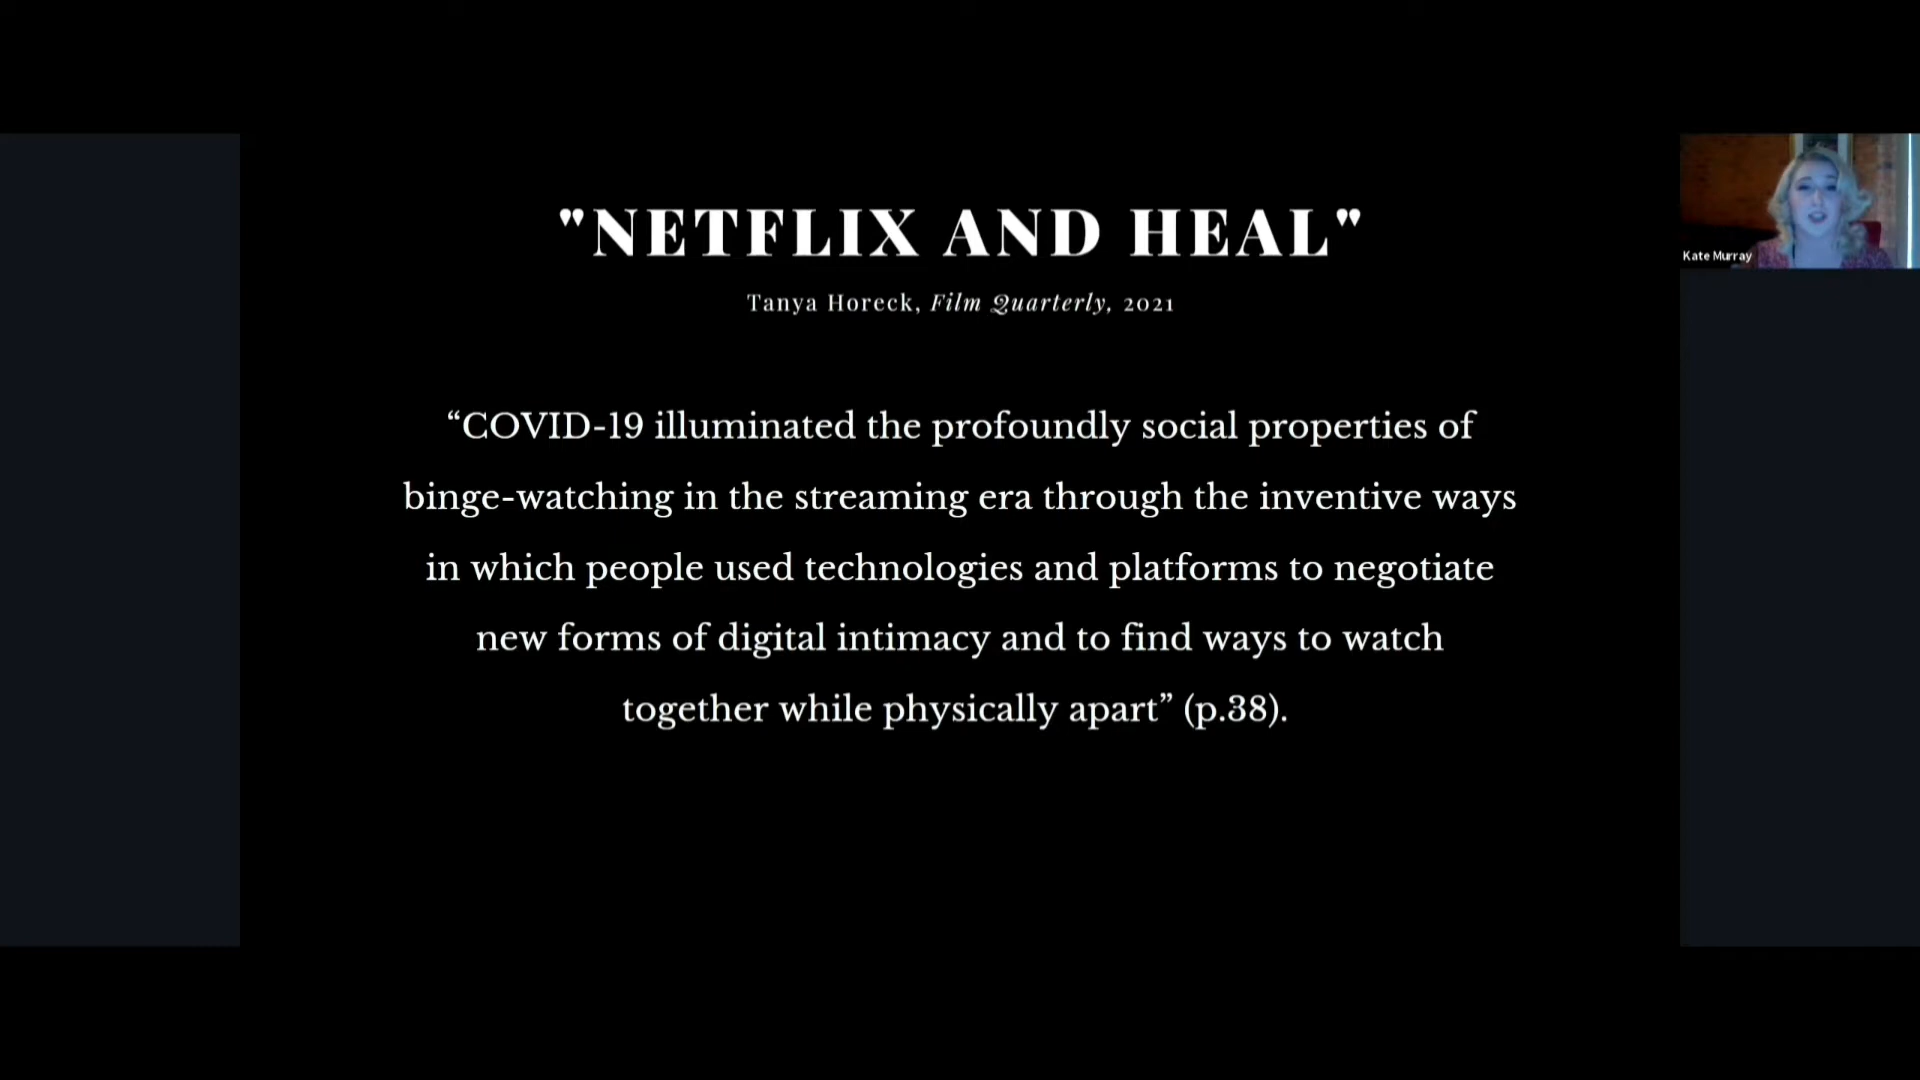 "NETFLIX AND HEAL"
Tanya Horeck, Film Quarterly, 2021
Kate Murray
“COVID-19 illuminated the profoundly social properties of
binge-watching in the streaming era through the inventive ways
in which people used technologies and platforms to negotiate
new forms of digital intimacy and to find ways to watch
together while physically apart” (p.38).